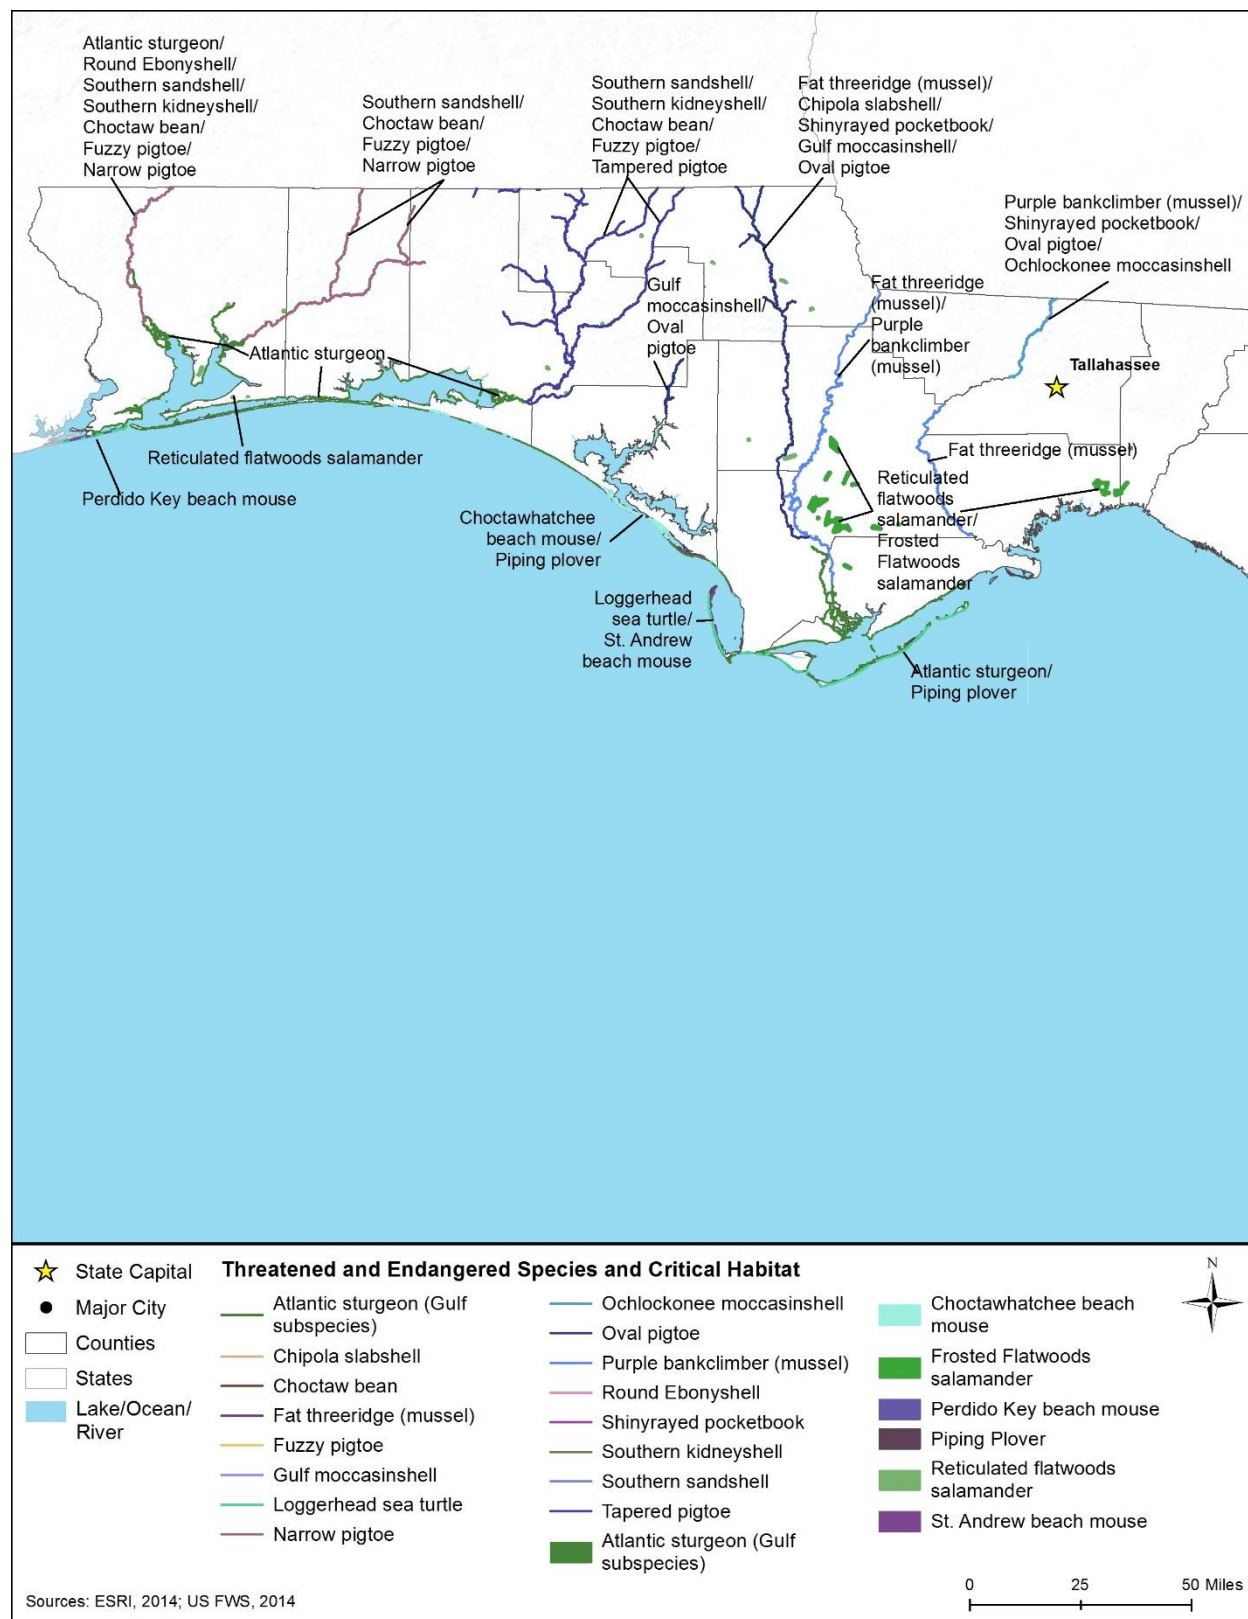 Atlantic sturgeon/
Round Ebonyshell/
Southern sandshell/
Southern kidneyshell/
Choctaw bean/
Fuzzy pigtoe/
Narrow pigtoe
Southern sandshell/
Choctaw bean/
Fuzzy pigtoe/
Narrow pigtoe
Southern sandshell/
Southern kidneyshell/
Choctaw bean/
Fuzzy pigtoe/
Tampered pigtoe
Fat threeridge (mussel)/
Chipola slabshell/
Shinyrayed pocketbook/
Gulf moccasinshell/
Oval pigtoe
Purple bankclimber (mussel)/
Shinyrayed pocketbook/
Oval pigtoe/
Ochlockonee moccasinshell
Gulf
moccasinshell/
Oval
pigtoe
Fat threeridge
(mussel)/
Purple
bankclimber
(mussel)
Tallahassee
Atlantic sturgeon
Reticulated flatwoods salamander
Perdido Key beach mouse
Fat threeridge (mussel)
Reticulated
flatwoods
salamander/
Frosted
Flatwoods
salamander
Choctawhatchee
beach mouse/
Piping plover
Loggerhead
sea turtle/
St. Andrew
beach mouse
Atlantic sturgeon/
Piping plover
State Capital
Major City
Counties
States
Lake/Ocean/
River
Threatened and Endangered Species and Critical Habitat
Atlantic sturgeon (Gulf
subspecies)
Chipola slabshell
Choctaw bean
Fat threeridge (mussel)
Fuzzy pigtoe
Gulf moccasinshell
Loggerhead sea turtle
Narrow pigtoe
Ochlockonee moccasinshell
Oval pigtoe
Purple bankclimber (mussel)
Round Ebonyshell
Shinyrayed pocketbook
Southern kidneyshell
Southern sandshell
Tapered pigtoe
Atlantic sturgeon (Gulf
subspecies)
Choctawhatchee beach
mouse
Frosted Flatwoods
salamander
Perdido Key beach mouse
Piping Plover
Reticulated flatwoods
salamander
St. Andrew beach mouse
N
0 25 50 Miles
Sources: ESRI, 2014; US FWS, 2014